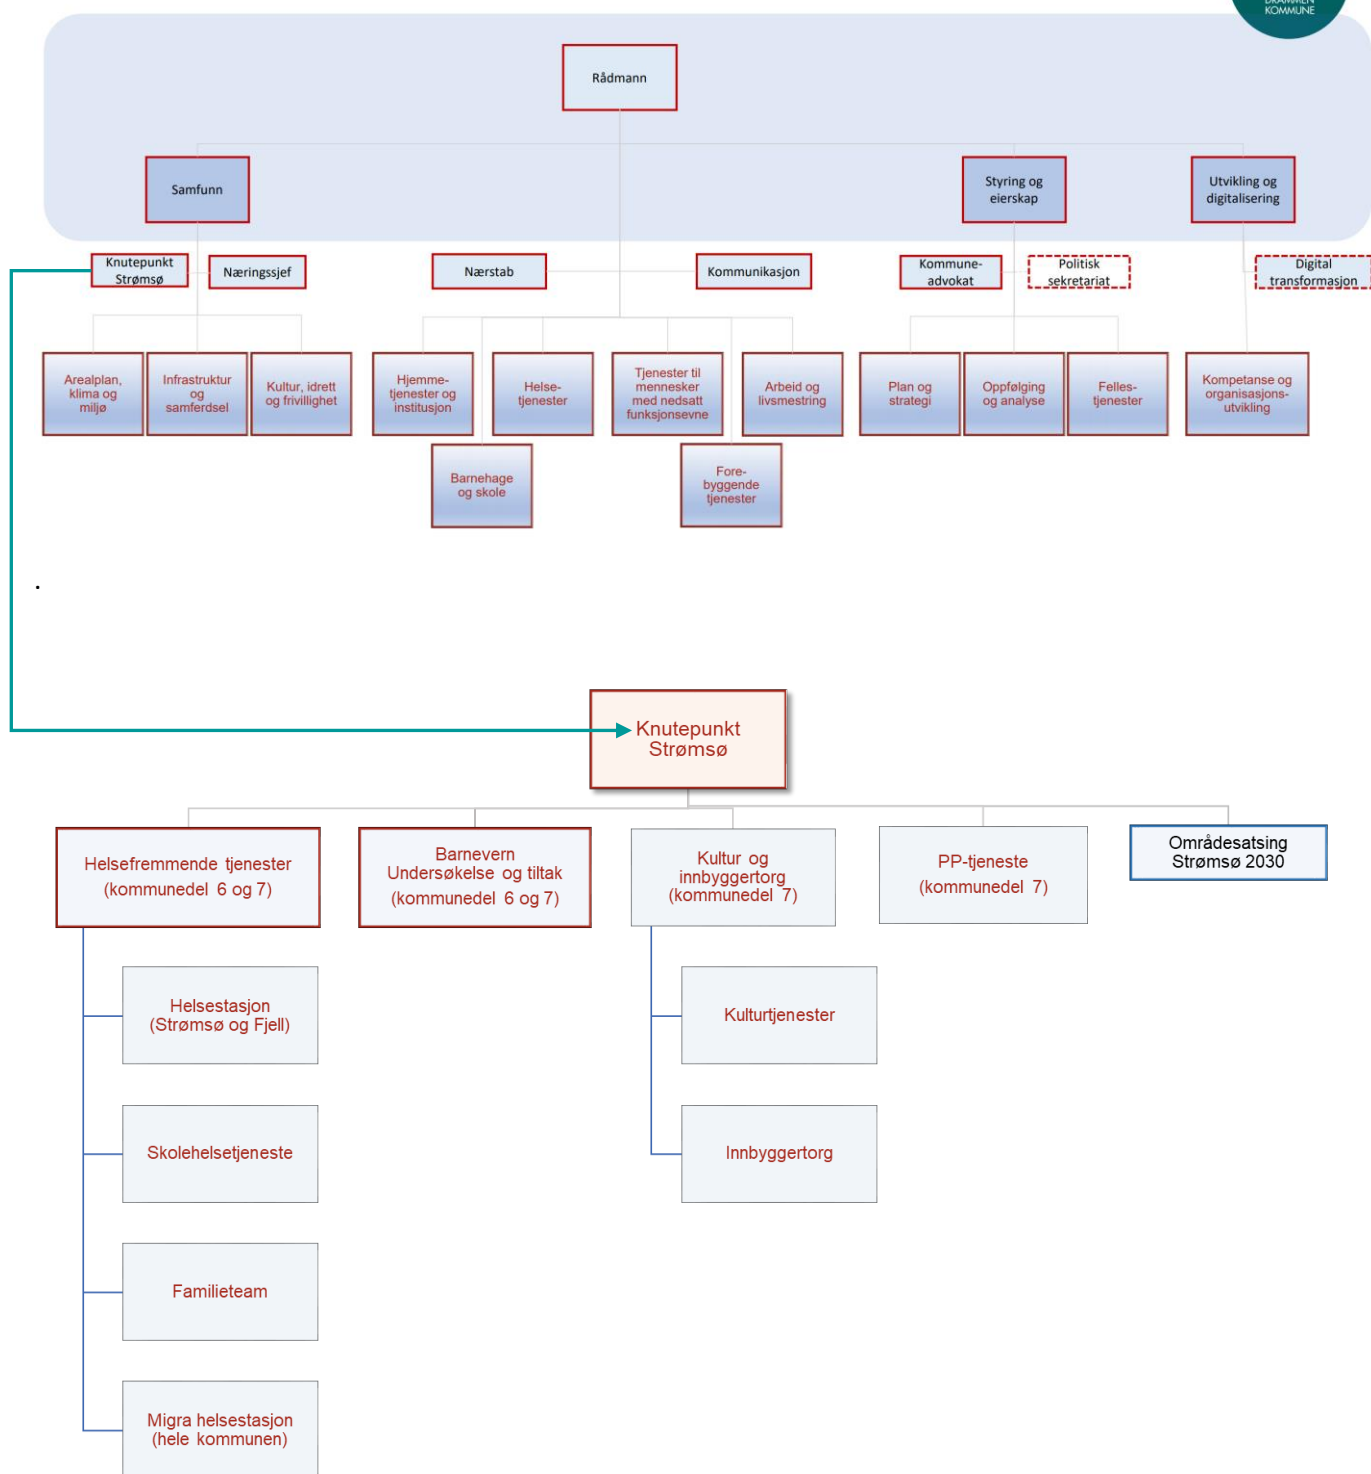 DRAMMEN
KOMMUNE
Rådmann
Samfunn
Styring og
eierskap
Utvikling og
digitalisering
Knutepunkt
Strømsø
Næringssjef
Nærstab
Kommunikasjon
Kommune-
advokat
Politisk
sekretariat
Digital
transformasjon
Arealplan,
klima og
miljø
Infrastruktur
og
samferdsel
Kultur, idrett
og frivillighet
Hjemme-
tjenester og
institusjon
Helse-
tjenester
Tjenester til
mennesker
med nedsatt
funksjonsevne
Arbeid og
livsmestring
Plan og
strategi
Oppfølging
og analyse
Felles-
tjenester
Kompetanse og
organisasjons-
utvikling
Barnehage
og skole
Fore-
byggende
tjenester
.
Knutepunkt
Strømsø
Helsefremmende tjenester
(kommunedel 6 og 7)
Barnevern
Undersøkelse og tiltak
(kommunedel 6 og 7)
Kultur og
innbyggertorg
(kommunedel 7)
PP-tjeneste
(kommunedel 7)
Områdesatsing
Strømsø 2030
Helsestasjon
(Strømsø og Fjell)
Kulturtjenester
Skolehelsetjeneste
Innbyggertorg
Familieteam
Migra helsestasjon
(hele kommunen)